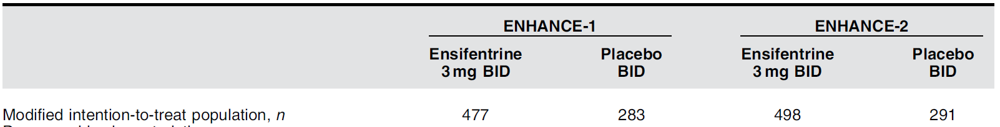 ENHANCE-1 ENHANCE-2
Ensifentrine Placebo Ensifentrine Placebo
3 mg BID BID 3 mg BID BID
Modified intention-to-treat population, n 477 283 498 291